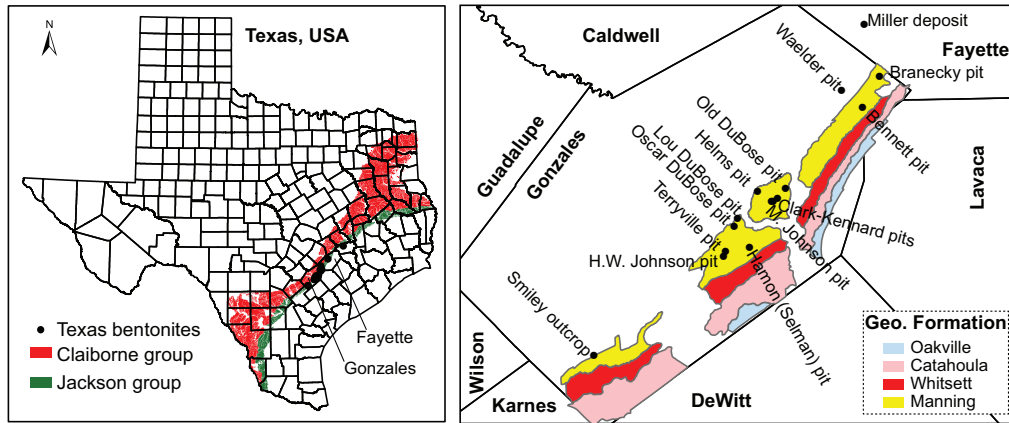 N
Texas, USA
Texas bentonites
Claiborne group
Jackson group
Fayette
Gonzales
Miller deposit
Caldwell
Fayette
Waelder pit
Branecky pit
Bennett pit
Guadalupe
Gonzales
Lavaca
Old DuBose pit
Helms pit
Lou DuBose pit
Oscar DuBose pit
Terryville pit
Clark-Kennard pits
M. Johnson pit
H.W. Johnson pit
Hamon (Selman) pit
Smiley outcrop
Wilson
Karnes
DeWitt
Geo. Formation
Oakville
Catahoula
Whitsett
Manning